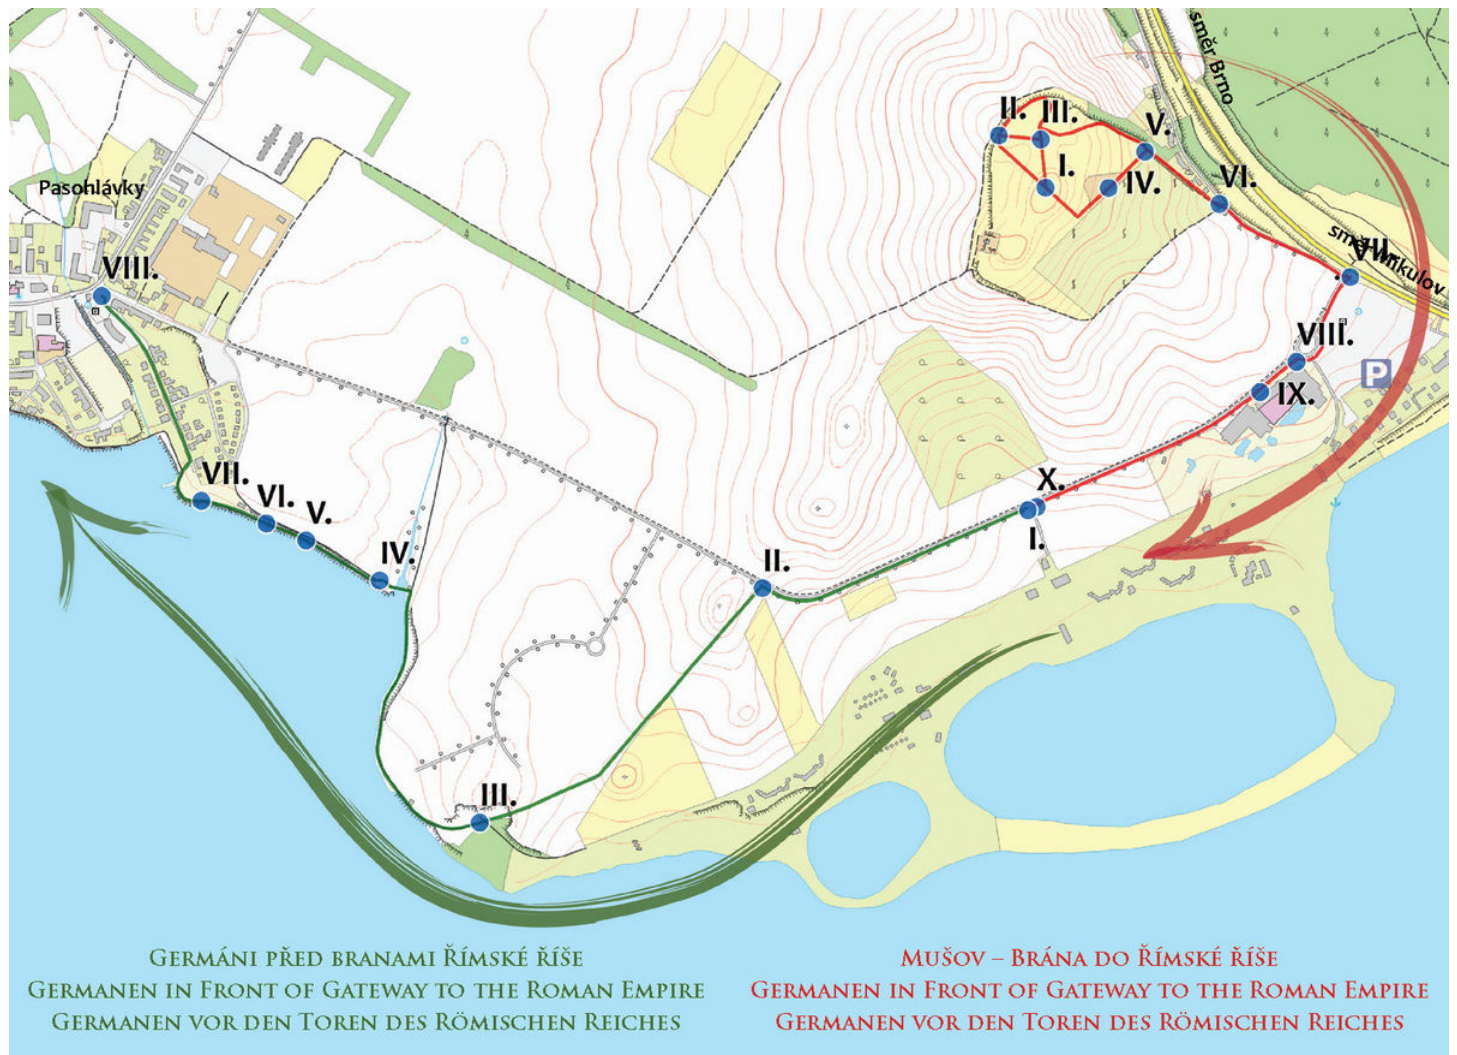 směr Brno
II.
III.
V.
I.
IV.
VI.
Pasohlávky
směr Mikulov
VII.
VIII.
VIII.
P
IX.
VII.
X.
VI.
V.
I.
IV.
II.
III.
Germáni před branami Římské říše
Germanen in Front of Gateway to the Roman Empire
Germanen vor den Toren des Römischen Reiches
Mušov – Brána do Římské říše
Germanen in Front of Gateway to the Roman Empire
Germanen vor den Toren des Römischen Reiches